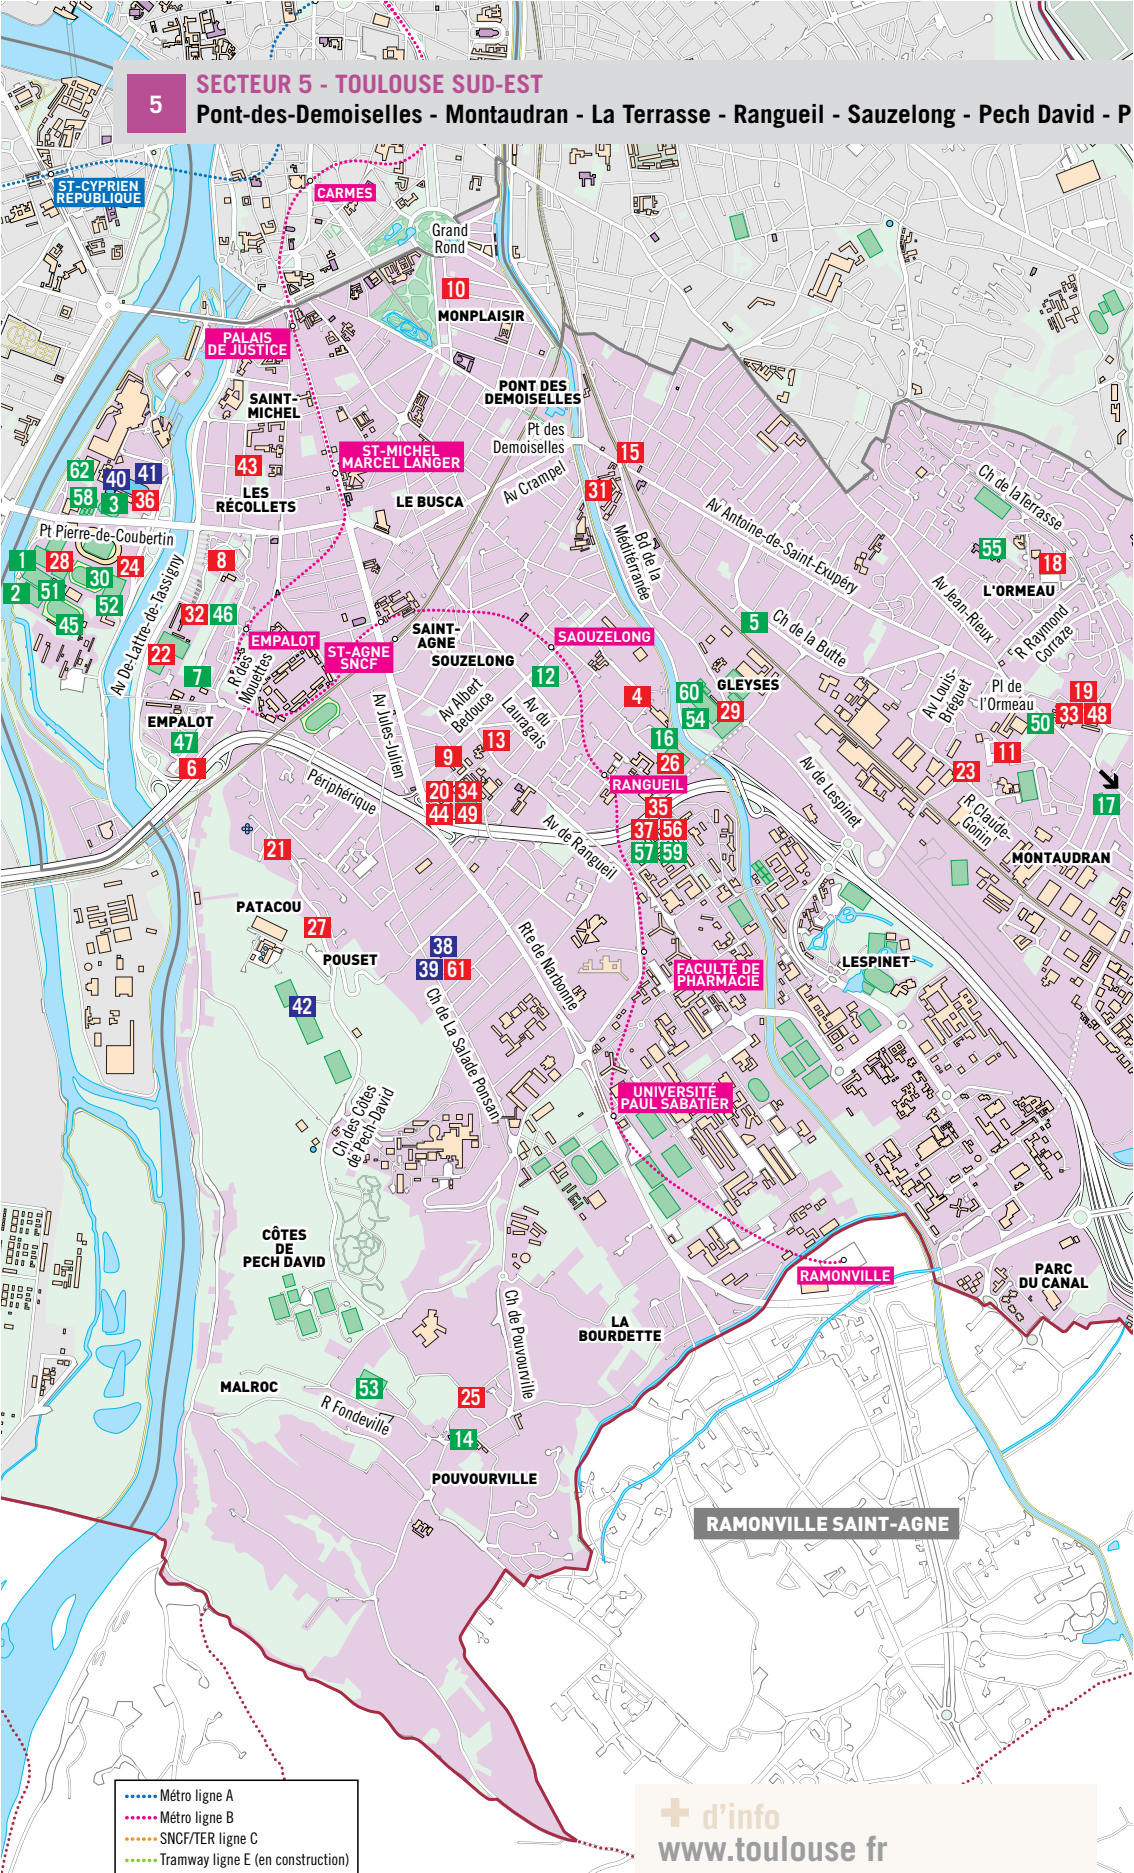 5
SECTEUR 5 - TOULOUSE SUD-EST
Pont-des-Demoiselles - Montaudran - La Terrasse - Rangueil - Sauzelong - Pech David - P
ST-CYPRIEN
RÉPUBLIQUE
CARMES
Grand
Rond
10
MONPLAISIR
PALAIS
DE JUSTICE
PONT DES
DEMOISELLES
SAINT-
MICHEL
Pt des
Demoiselles
ST-MICHEL
MARCEL LANGER
15
43
62
40
41
58
3
36
LES
RÉCOLLETS
LE BUSCA
Av Crampel
31
Ch de la Terrasse
Av Antoine-de-Saint-Exupéry
Bd de la
Méditerranée
Pt Pierre-de-Coubertin
1
28
24
8
30
2
51
52
45
55
18
L'ORMEAU
Av De-Lattre-de-Tassigny
32
46
EMPALOT
22
7
R des
Mouettes
ST-AGNE
SNCF
SAINT-
AGNE
SOUZELONG
SAOUZELONG
5
Ch de la Butte
Av Jean-Rieux
R Raymond
Corraze
12
4
60
GLEYSES
54
29
16
26
Av Louis-
Bréguet
Pl de
l'Ormeau
19
33
48
50
11
23
17
EMPALOT
47
6
Av Jules-Julien
Av Albert
Bedouce
Av du
Lauragais
13
9
20
34
44
49
RANGUEIL
35
37
56
57
59
Périphérique
Av de Rangueil
Av de Lespinet
R Claude-
Gonin
MONTAUDRAN
21
PATACOU
27
POUSET
38
39
61
42
Rte de Narbonne
FACULTÉ DE
PHARMACIE
LESPINET-
Ch de La Salade Ponsan
UNIVERSITÉ
PAUL SABATIER
Ch des Côtes
de Pech-David
CÔTES
DE
PECH DAVID
RAMONVILLE
PARC
DU CANAL
LA
BOURDETTE
Ch de Pouvourville
MALROC
53
25
R Fondeville
14
POUVOURVILLE
RAMONVILLE SAINT-AGNE
Métro ligne A
Métro ligne B
SNCF/TER ligne C
Tramway ligne E (en construction)
+ d'info
www.toulouse fr